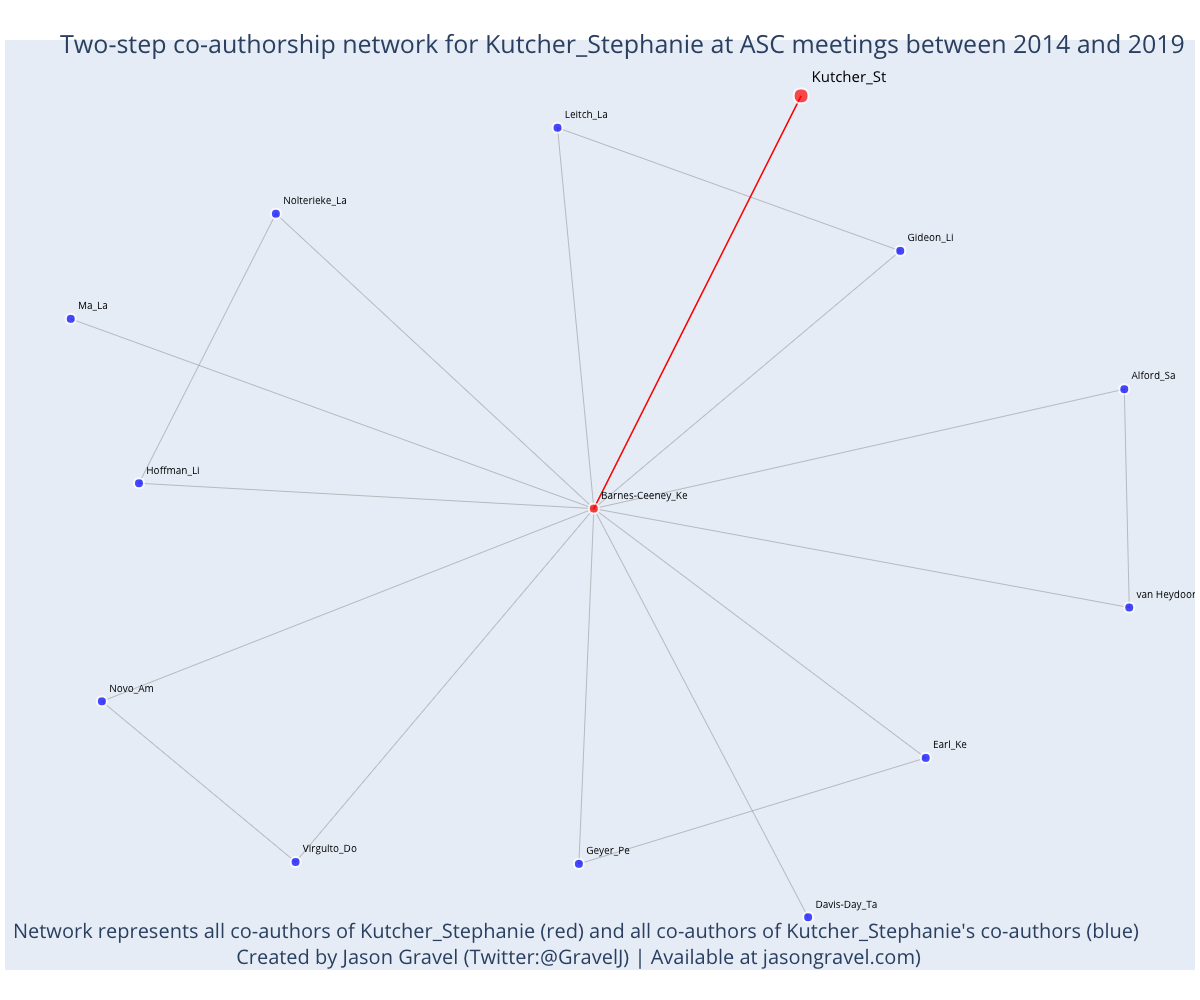 Two-step co-authorship network for Kutcher_Stephanie at ASC meetings between 2014 and 2019
Kutcher_St
Leitch_La
Nolterieke_La
Gideon_Li
Ma_La
Alford_Sa
Hoffman_Li
Barnes-Ceeney_Ke
van Heydoor
Novo_Am
Earl_Ke
Virgulto_Do
Geyer_Pe
Davis-Day_Ta
Network represents all co-authors of Kutcher_Stephanie (red) and all co-authors of Kutcher_Stephanie's co-authors (blue)
Created by Jason Gravel (Twitter:@GravelJ) | Available at jasongravel.com)